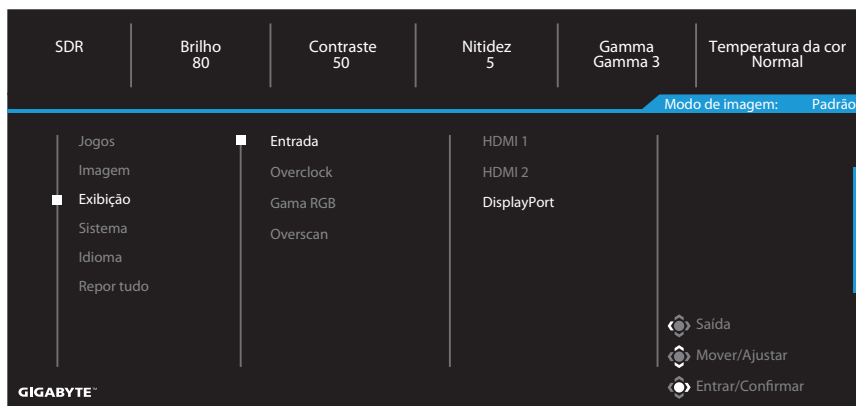 SDR
Brilho
80
Contraste
50
Nitidez
5
Gamma
Gamma 3
Temperatura da cor
Normal
Modo de imagem: Padrão
Jogos
Imagem
Exibição
Sistema
Idioma
Repor tudo
Entrada
Overclock
Gama RGB
Overscan
HDMI 1
HDMI 2
DisplayPort
Saída
Mover/Ajustar
Entrar/Confirmar
GIGABYTE™